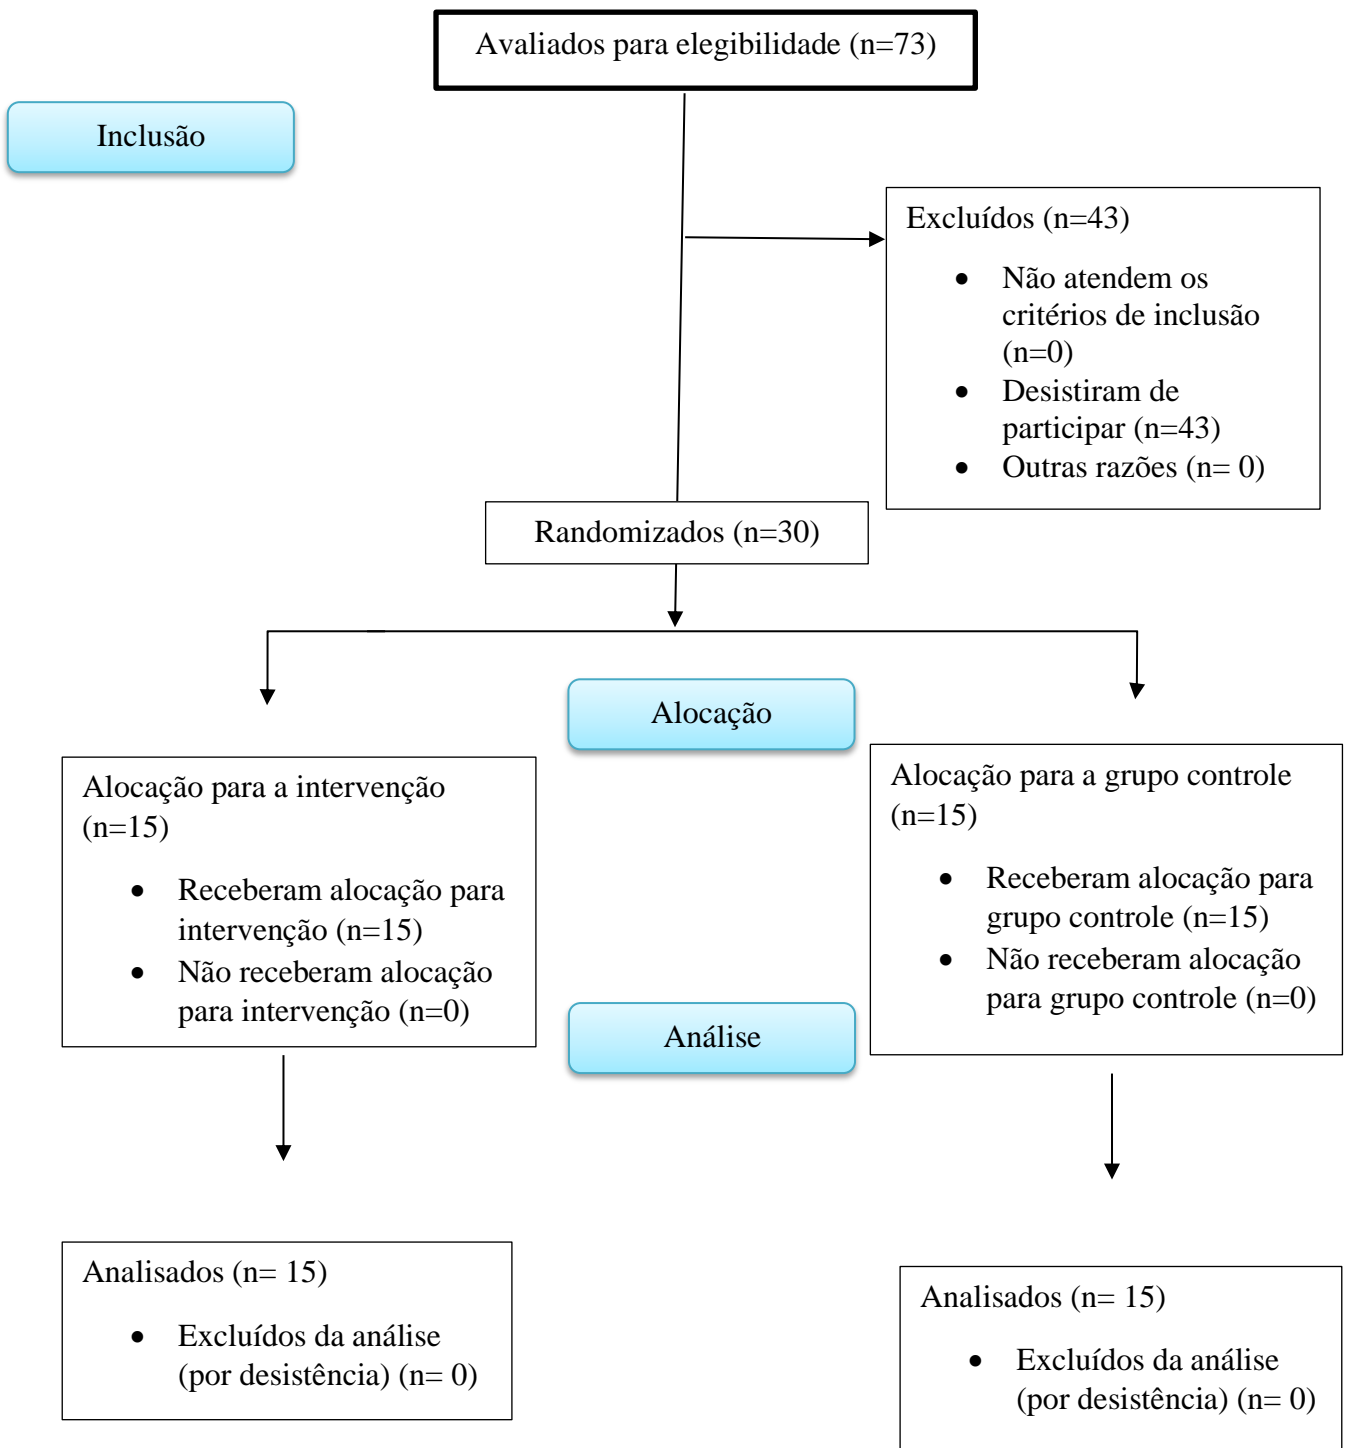 Avaliados para elegibilidade (n=73)
Inclusão
Excluídos (n=43)
• Não atendem os
critérios de inclusão
(n=0)
• Desistiram de
participar (n=43)
• Outras razões (n= 0)
Randomizados (n=30)
Alocação
Alocação para a intervenção
(n=15)
• Receberam alocação para
intervenção (n=15)
• Não receberam alocação
para intervenção (n=0)
Alocação para a grupo controle
(n=15)
• Receberam alocação para
grupo controle (n=15)
• Não receberam alocação
para grupo controle (n=0)
Análise
Analisados (n= 15)
• Excluídos da análise
(por desistência) (n= 0)
Analisados (n= 15)
• Excluídos da análise
(por desistência) (n= 0)